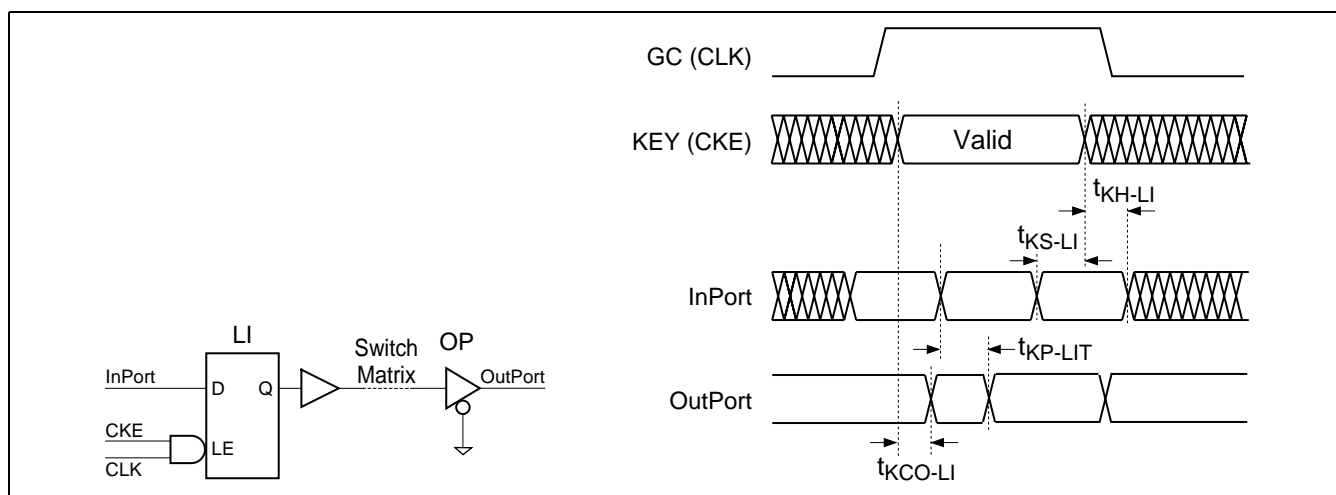 LI
Switch
Matrix
OP
InPort
D
Q
OutPort
CKE
LE
CLK
GC (CLK)
KEY (CKE)
Valid
tKH-LI
tKS-LI
InPort
tKP-LIT
OutPort
tKCO-LI